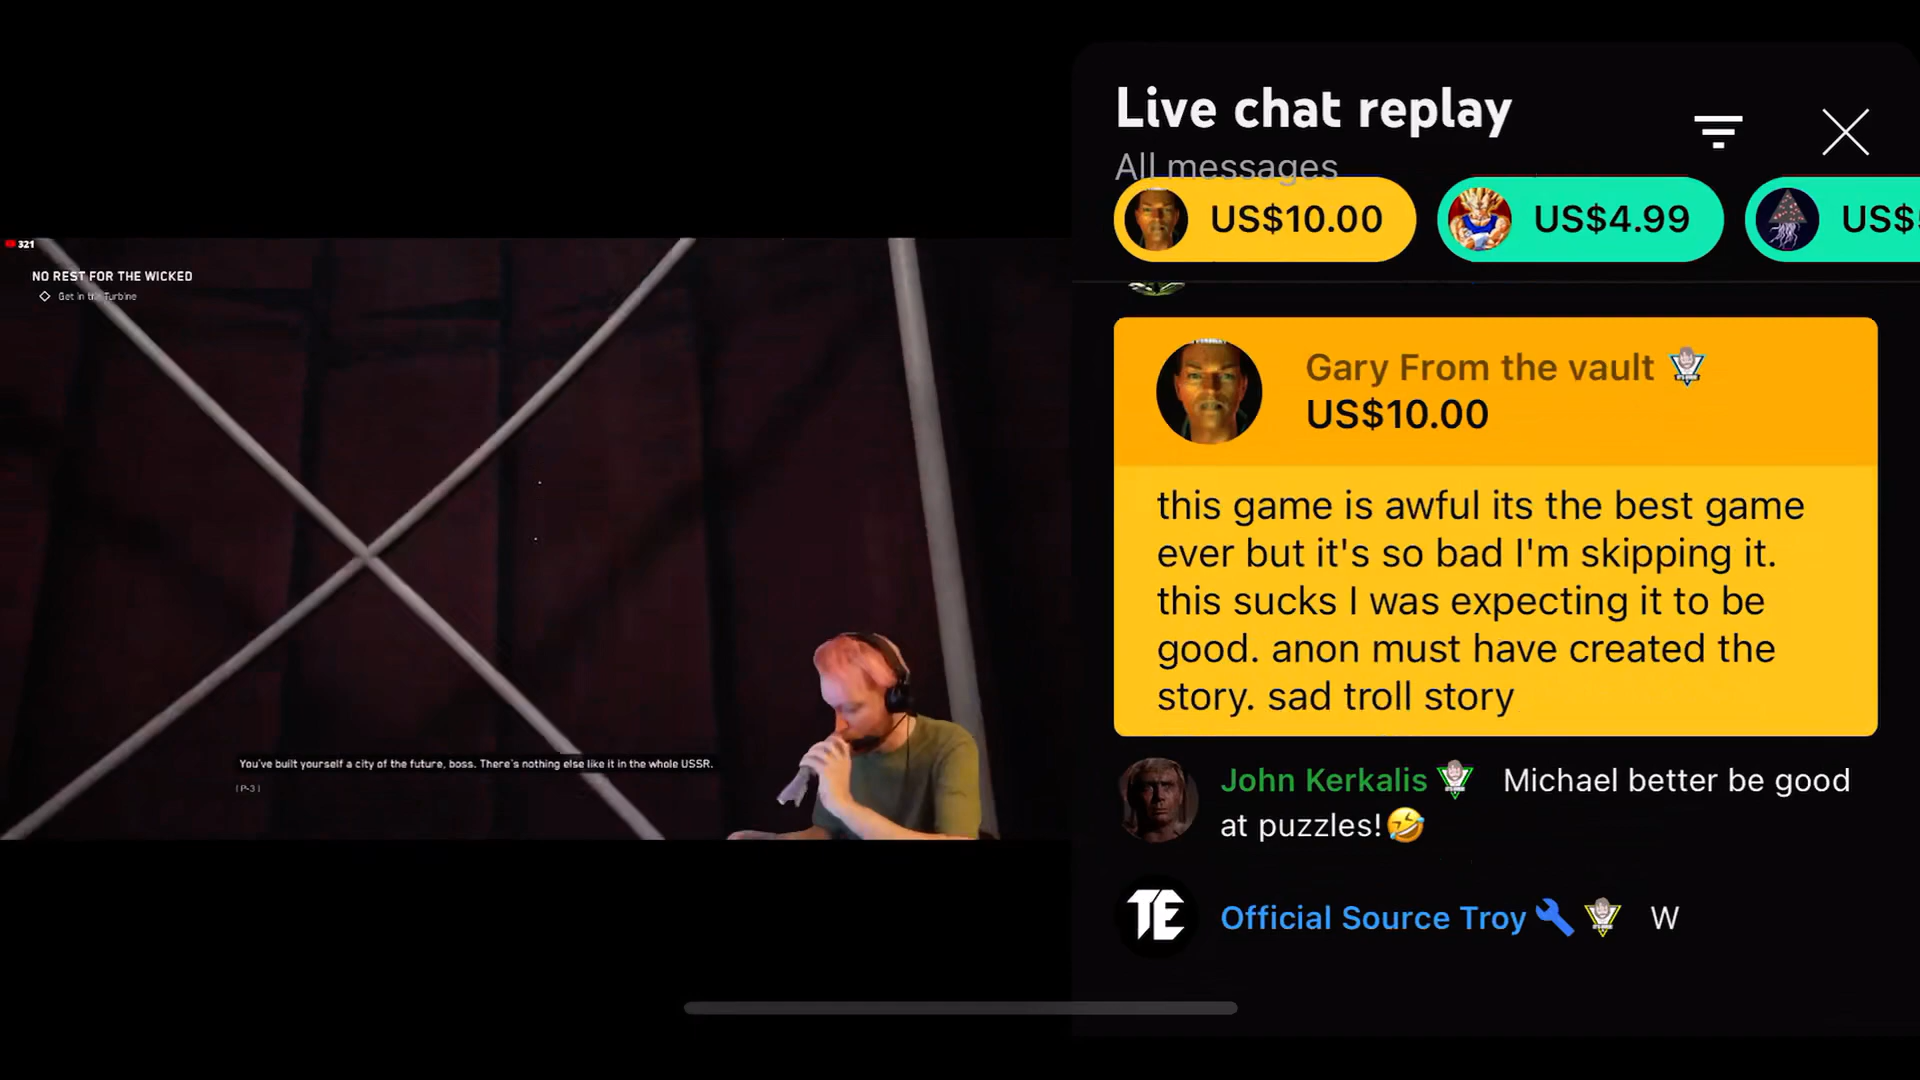 321
NO REST FOR THE WICKED
Get in the Turbine
You've built yourself a city of the future, boss. There's nothing else like it in the whole USSR.
[P-3]
Live chat replay
All messages
US$10.00
US$4.99
US$
Gary From the vault
US$10.00
this game is awful its the best game
ever but it's so bad I'm skipping it.
this sucks I was expecting it to be
good. anon must have created the
story. sad troll story
John Kerkalis Michael better be good
at puzzles!🤣
TE
Official Source Troy W